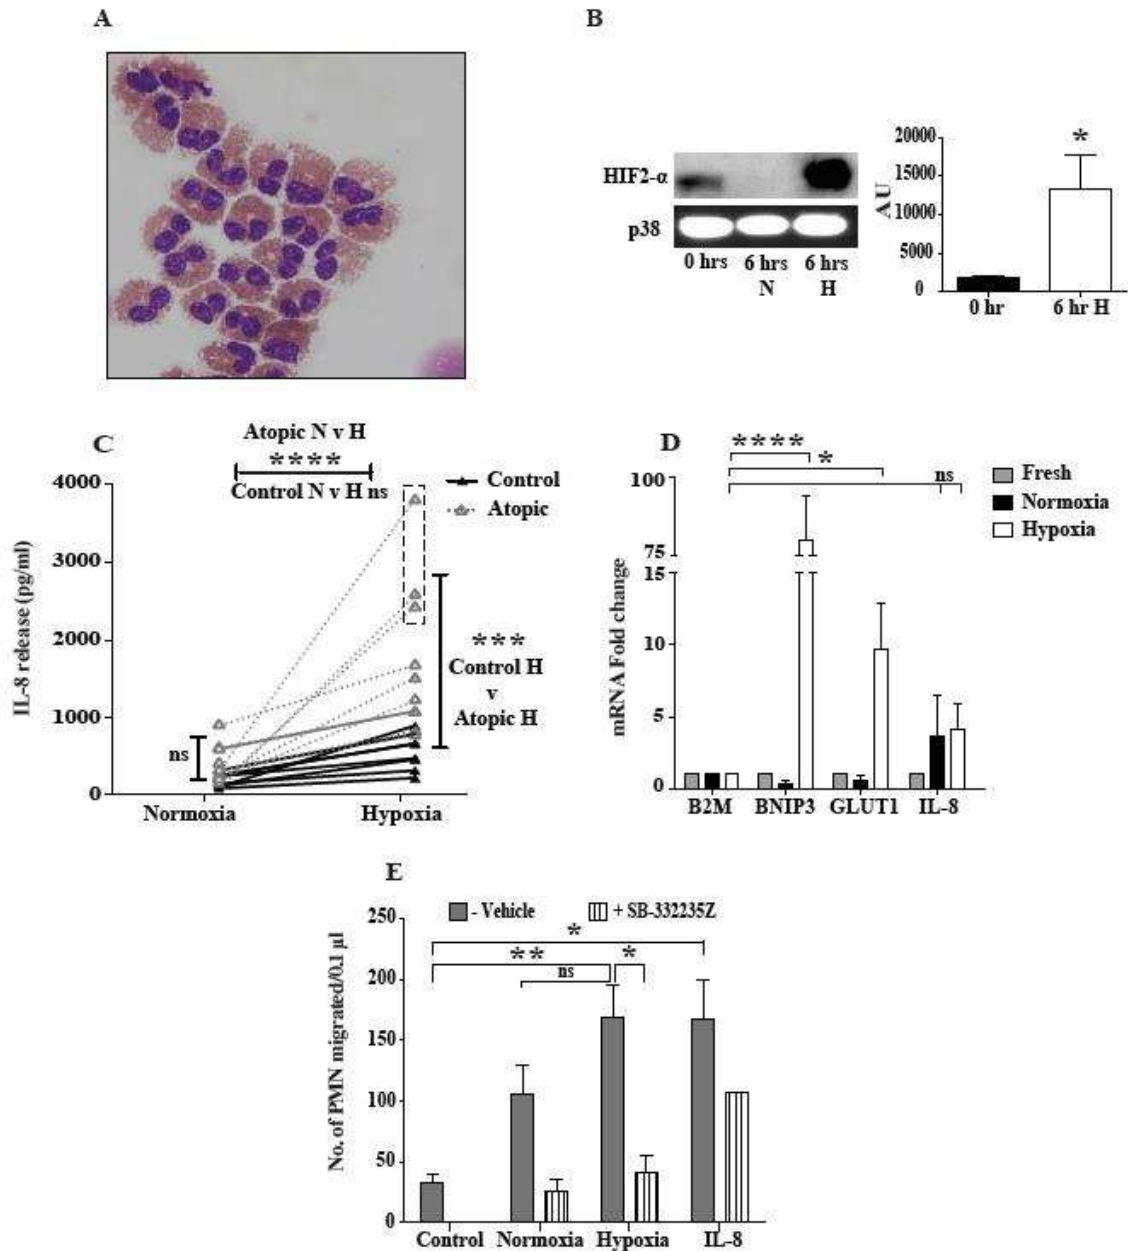 A
B
HIF2-α
p38
0 hrs
6 hrs
N
6 hrs
H
AU
20000
15000
10000
5000
0
*
0 hr
6 hr H
C
Atopic N v H
****
Control N v H ns
Control
Atopic
IL-8 release (pg/ml)
4000
3000
2000
1000
0
ns
***
Control H
v
Atopic H
Normoxia
Hypoxia
D
****
*
ns
Fresh
Normoxia
Hypoxia
mRNA Fold change
100
75
15
10
5
0
B2M
BNIP3
GLUT1
IL-8
E
- Vehicle
+ SB-332235Z
No. of PMN migrated/0.1 µl
250
200
150
100
50
0
*
**
*
ns
Control
Normoxia
Hypoxia
IL-8